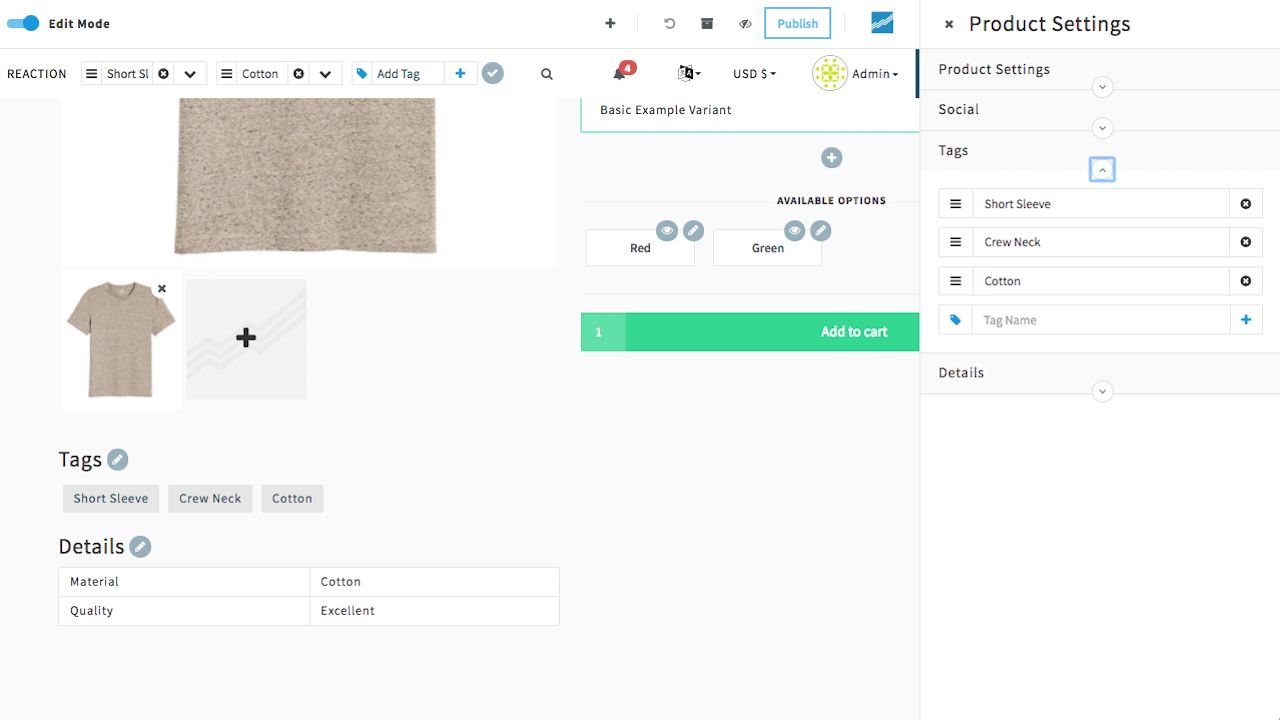 Edit Mode
Publish
Product Settings
REACTION
Short Sl
Cotton
Add Tag
4
USD $
Admin
Product Settings
Social
Tags
Short Sleeve
Crew Neck
Cotton
Tag Name
Details
Basic Example Variant
AVAILABLE OPTIONS
Red
Green
1
Add to cart
Tags
Short Sleeve
Crew Neck
Cotton
Details
Material
Cotton
Quality
Excellent